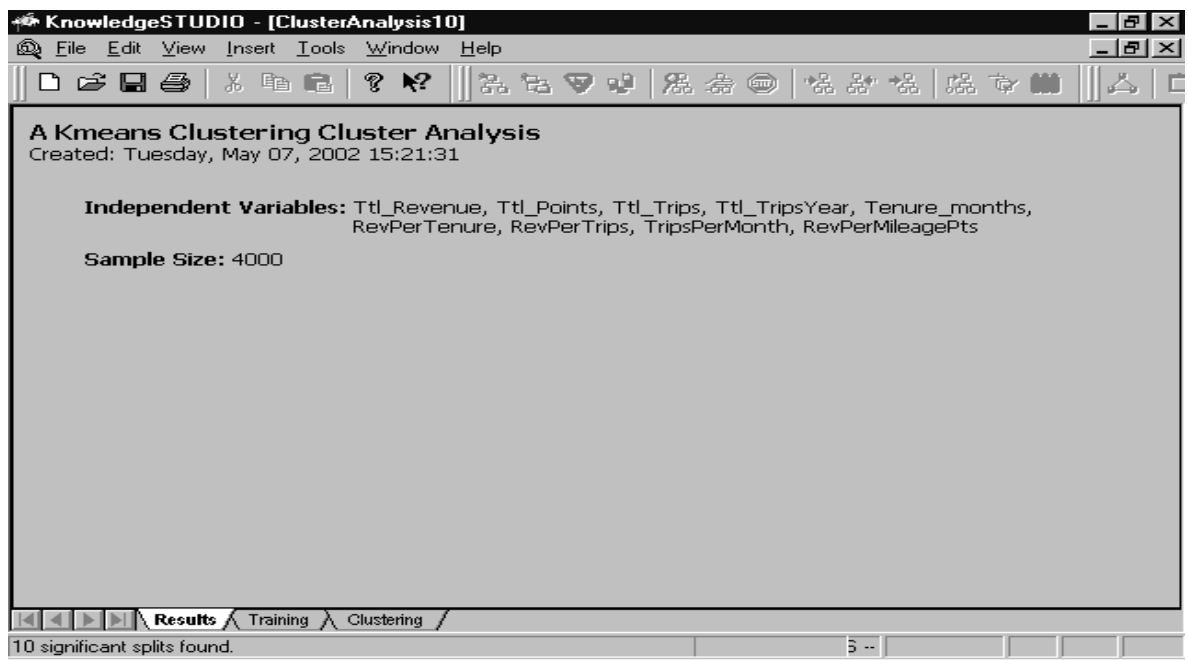 KnowledgeSTUDIO - [ClusterAnalysis10]
File Edit View Insert Tools Window Help
A Kmeans Clustering Cluster Analysis
Created: Tuesday, May 07, 2002 15:21:31
Independent Variables: Ttl_Revenue, Ttl_Points, Ttl_Trips, Ttl_TripsYear, Tenure_months,
RevPerTenure, RevPerTrips, TripsPerMonth, RevPerMileagePts
Sample Size: 4000
Results Training Clustering
10 significant splits found.